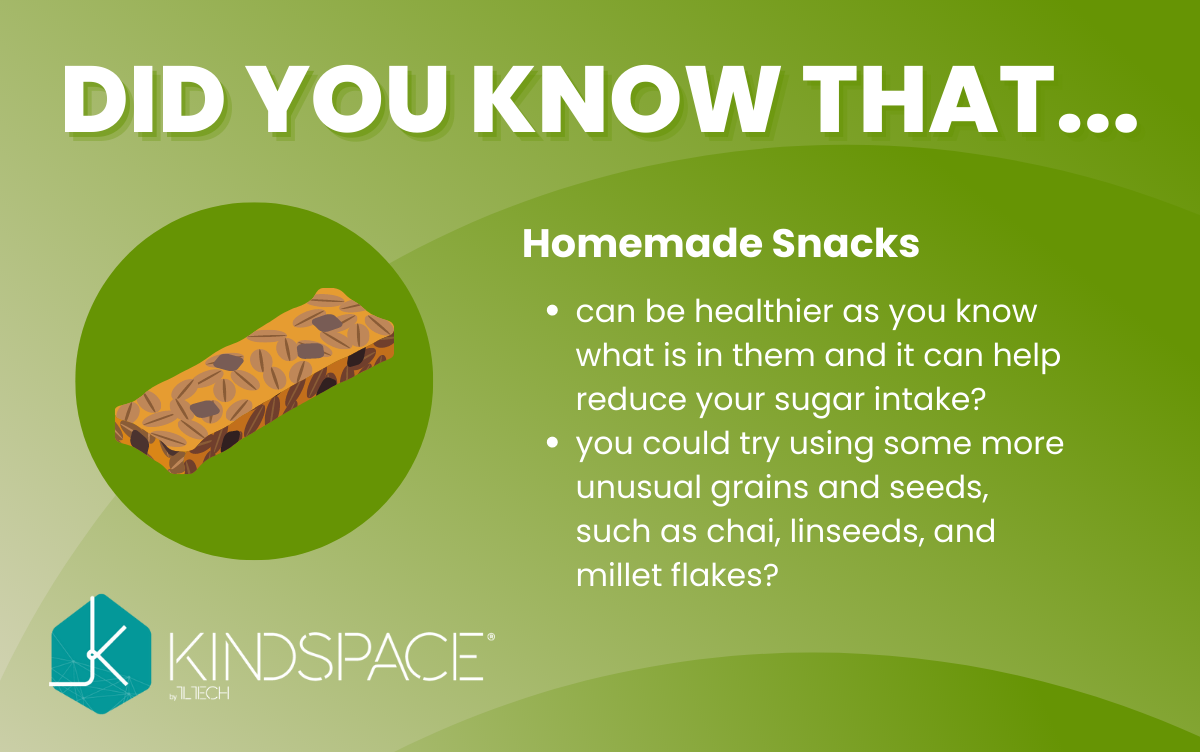 DID YOU KNOW THAT...
Homemade Snacks
• can be healthier as you know
what is in them and it can help
reduce your sugar intake?
• you could try using some more
unusual grains and seeds,
such as chai, linseeds, and
millet flakes?
KINDSPACE®
by 1LTECH